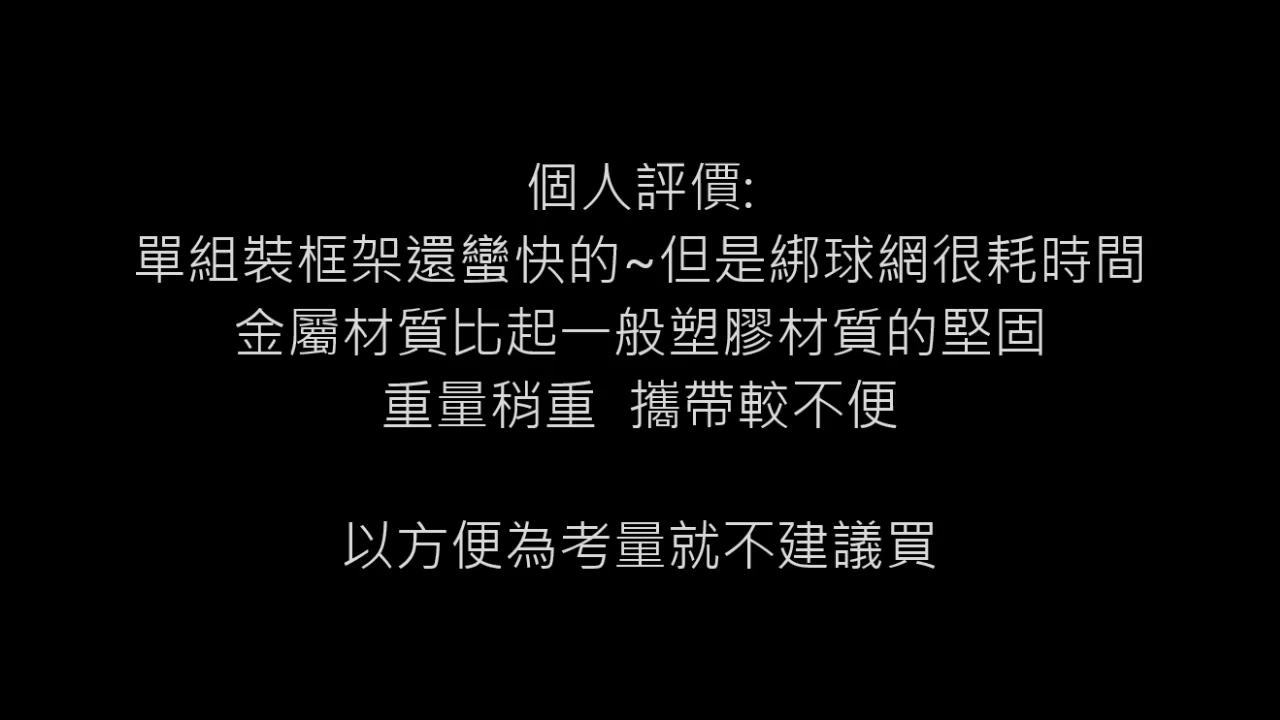 個人評價:
單組裝框架還蠻快的~但是綁球網很耗時間
金屬材質比起一般塑膠材質的堅固
重量稍重 攜帶較不便
以方便為考量就不建議買